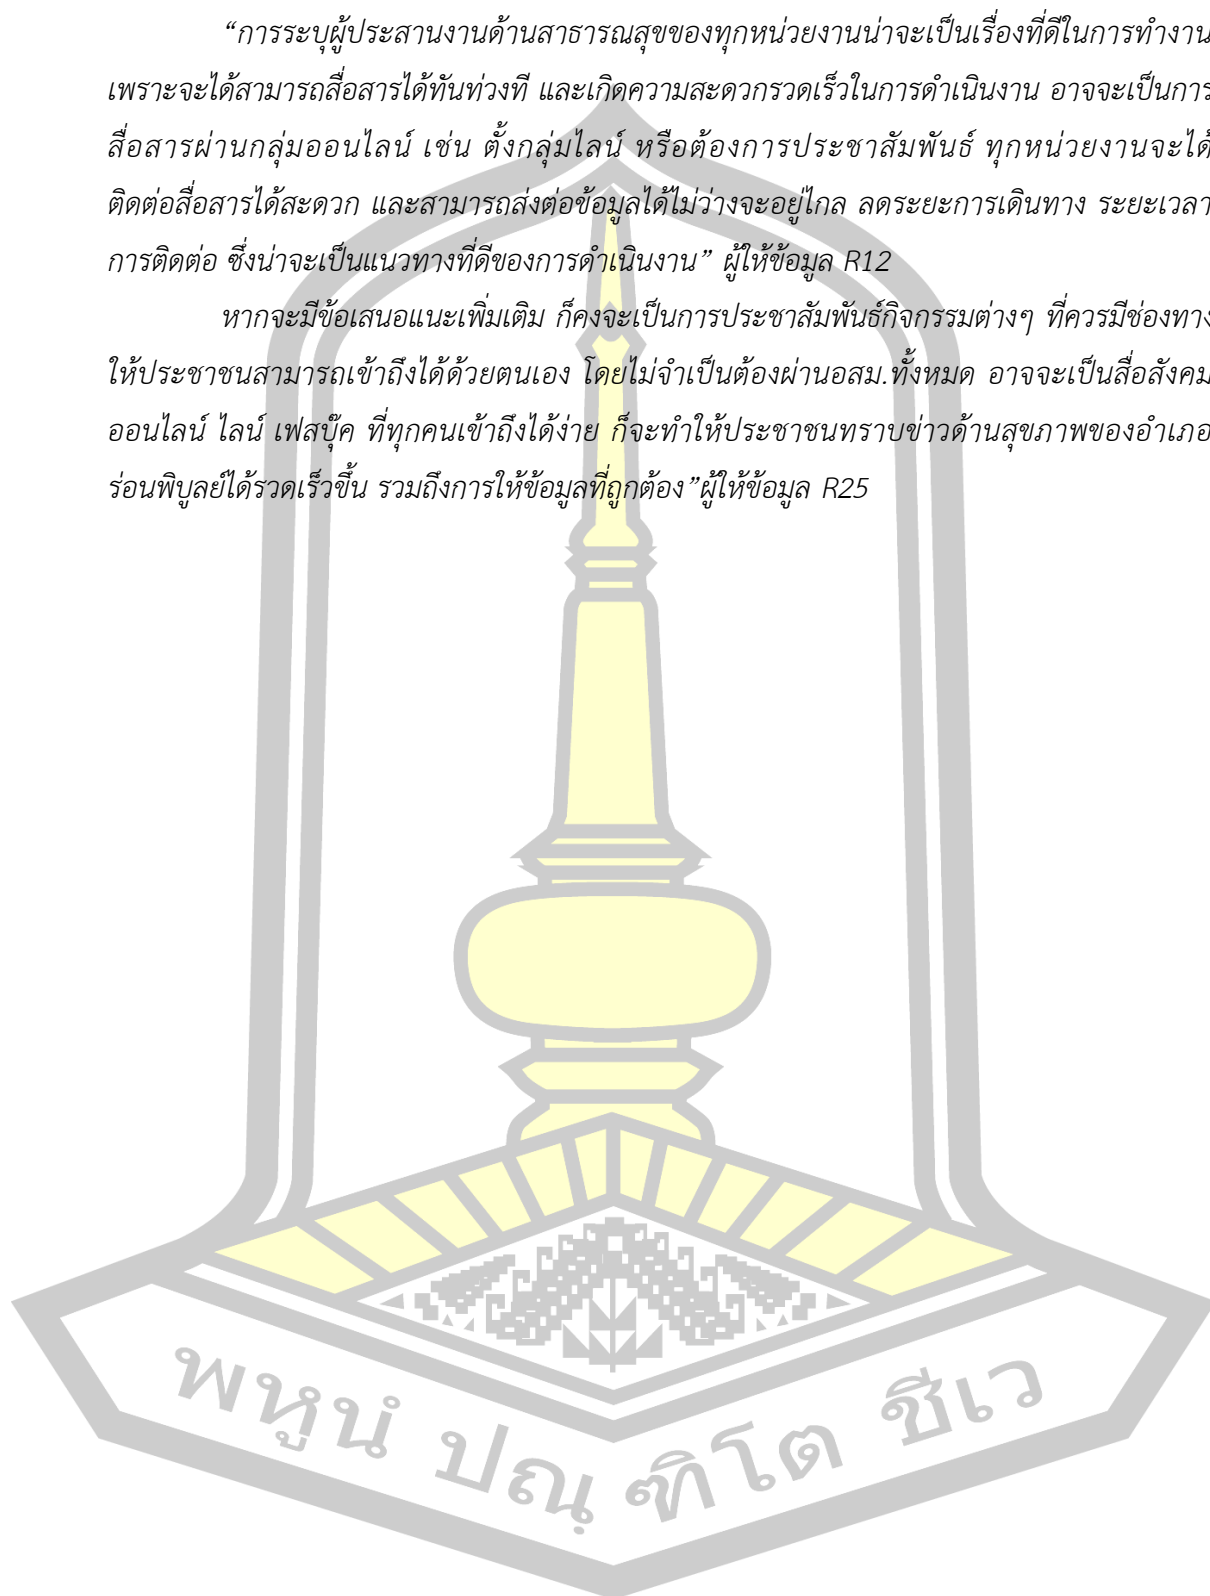 “การระบุผู้ประสานงานด้านสาธารณสุขของทุกหน่วยงานน่าจะเป็นเรื่องที่ดีในการทำงาน
เพราะจะได้สามารถสื่อสารได้ทันท่วงที และเกิดความสะดวกรวดเร็วในการดำเนินงาน อาจจะเป็นการ
สื่อสารผ่านกลุ่มออนไลน์ เช่น ตั้งกลุ่มไลน์ หรือต้องการประชาสัมพันธ์ ทุกหน่วยงานจะได้
ติดต่อสื่อสารได้สะดวก และสามารถส่งต่อข้อมูลได้ไม่ว่างจะอยู่ไกล ลดระยะการเดินทาง ระยะเวลา
การติดต่อ ซึ่งน่าจะเป็นแนวทางที่ดีของการดำเนินงาน” ผู้ให้ข้อมูล R12
หากจะมีข้อเสนอแนะเพิ่มเติม ก็คงจะเป็นการประชาสัมพันธ์กิจกรรมต่างๆ ที่ควรมีช่องทาง
ให้ประชาชนสามารถเข้าถึงได้ด้วยตนเอง โดยไม่จำเป็นต้องผ่านอสม.ทั้งหมด อาจจะเป็นสื่อสังคม
ออนไลน์ ไลน์ เฟสบุ๊ค ที่ทุกคนเข้าถึงได้ง่าย ก็จะทำให้ประชาชนทราบข่าวด้านสุขภาพของอำเภอ
ร่อนพิบูลย์ได้รวดเร็วขึ้น รวมถึงการให้ข้อมูลที่ถูกต้อง”ผู้ให้ข้อมูล R25
พหูนํ ปณฺฑิโต ชีเว